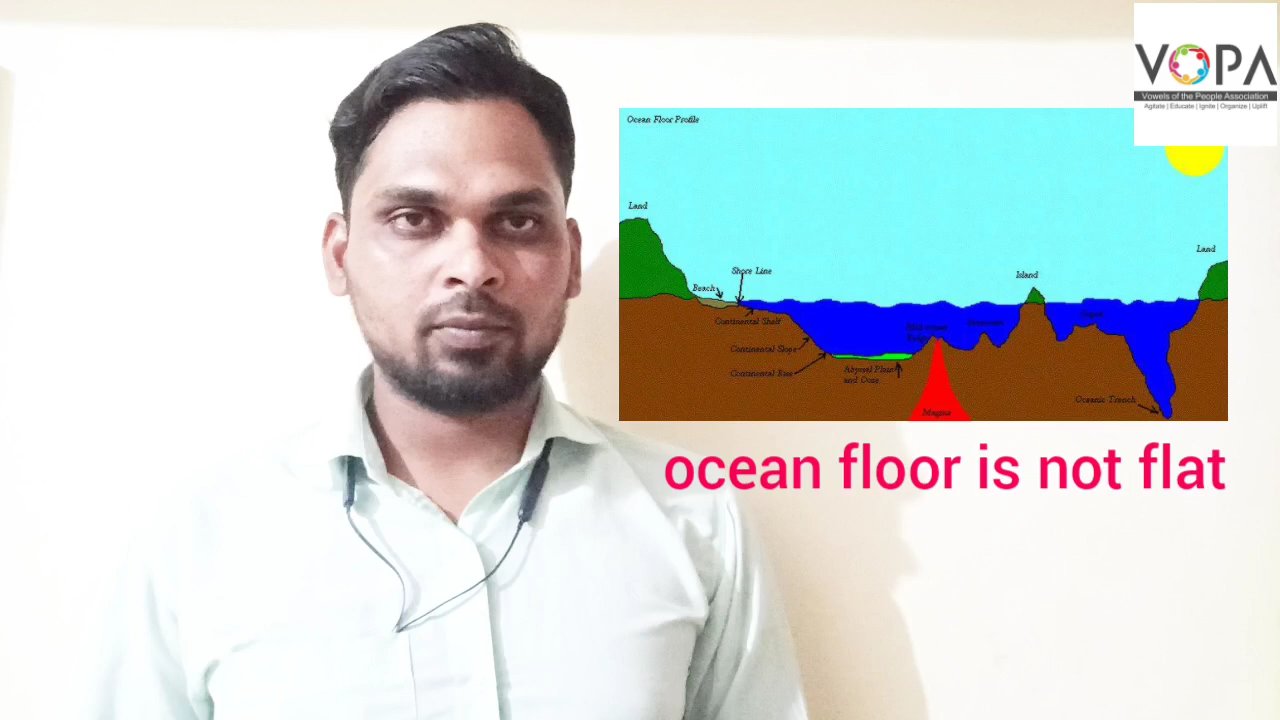 VOPA
Vowels of the People Association
Agitate | Educate | Ignite | Organize | Uplift
Ocean Floor Profile
Land
Land
Shore Line
Island
Beach
Continental Shelf
Continental Slope
Continental Rise
Abyssal Plain
and Ooze
Oceanic Trench
Magma
ocean floor is not flat